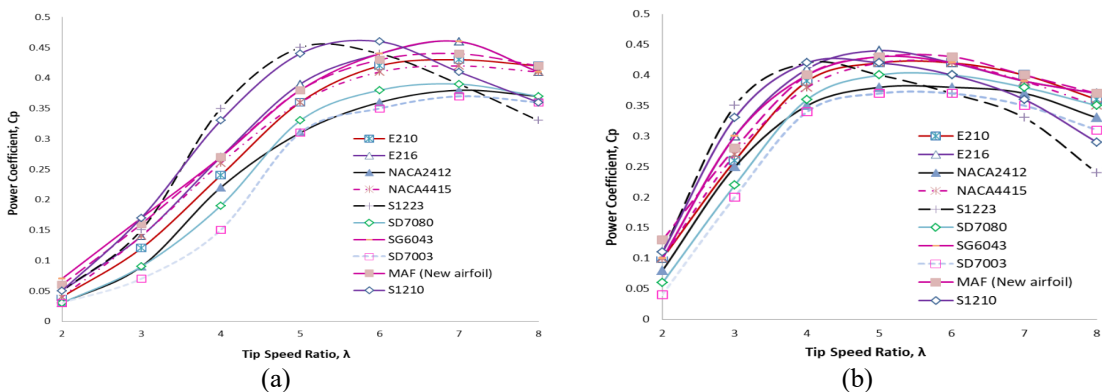 0.5
0.45
0.4
0.35
0.3
0.25
0.2
0.15
0.1
0.05
0
Power Coefficient, Cp
2 3 4 5 6 7 8
Tip Speed Ratio, λ
E210
E216
NACA2412
NACA4415
S1223
SD7080
SG6043
SD7003
MAF (New airfoil)
S1210
(a)
0.5
0.45
0.4
0.35
0.3
0.25
0.2
0.15
0.1
0.05
0
Power Coefficient, Cp
2 3 4 5 6 7 8
Tip Speed Ratio, λ
E210
E216
NACA2412
NACA4415
S1223
SD7080
SG6043
SD7003
MAF (New airfoil)
S1210
(b)